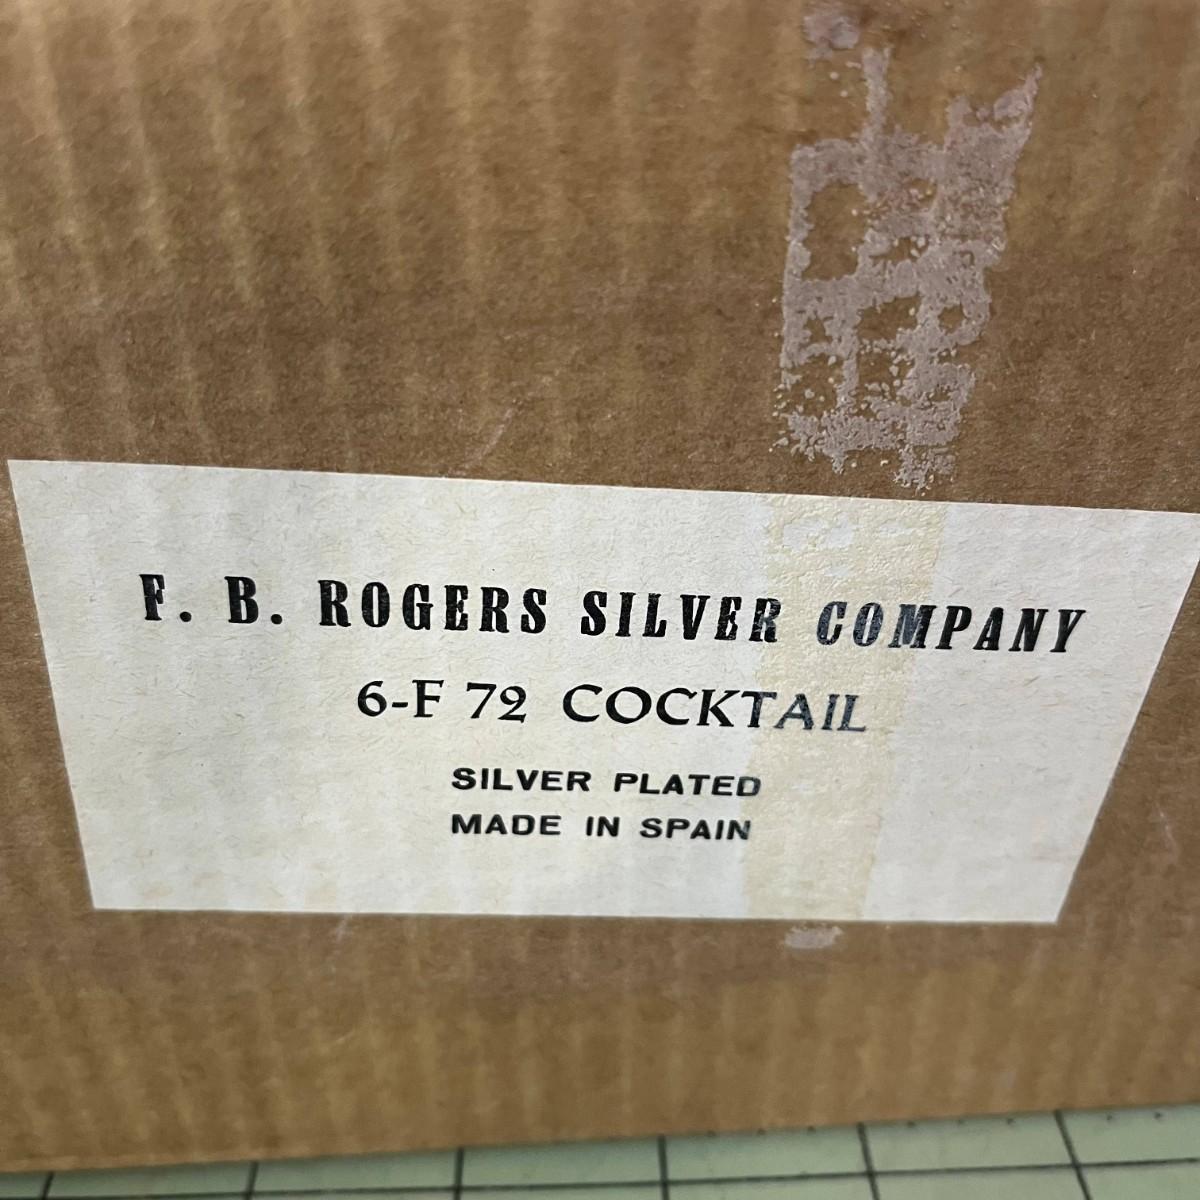 F. B. ROGERS SILVER COMPANY
6-F 72 COCKTAIL
SILVER PLATED
MADE IN SPAIN